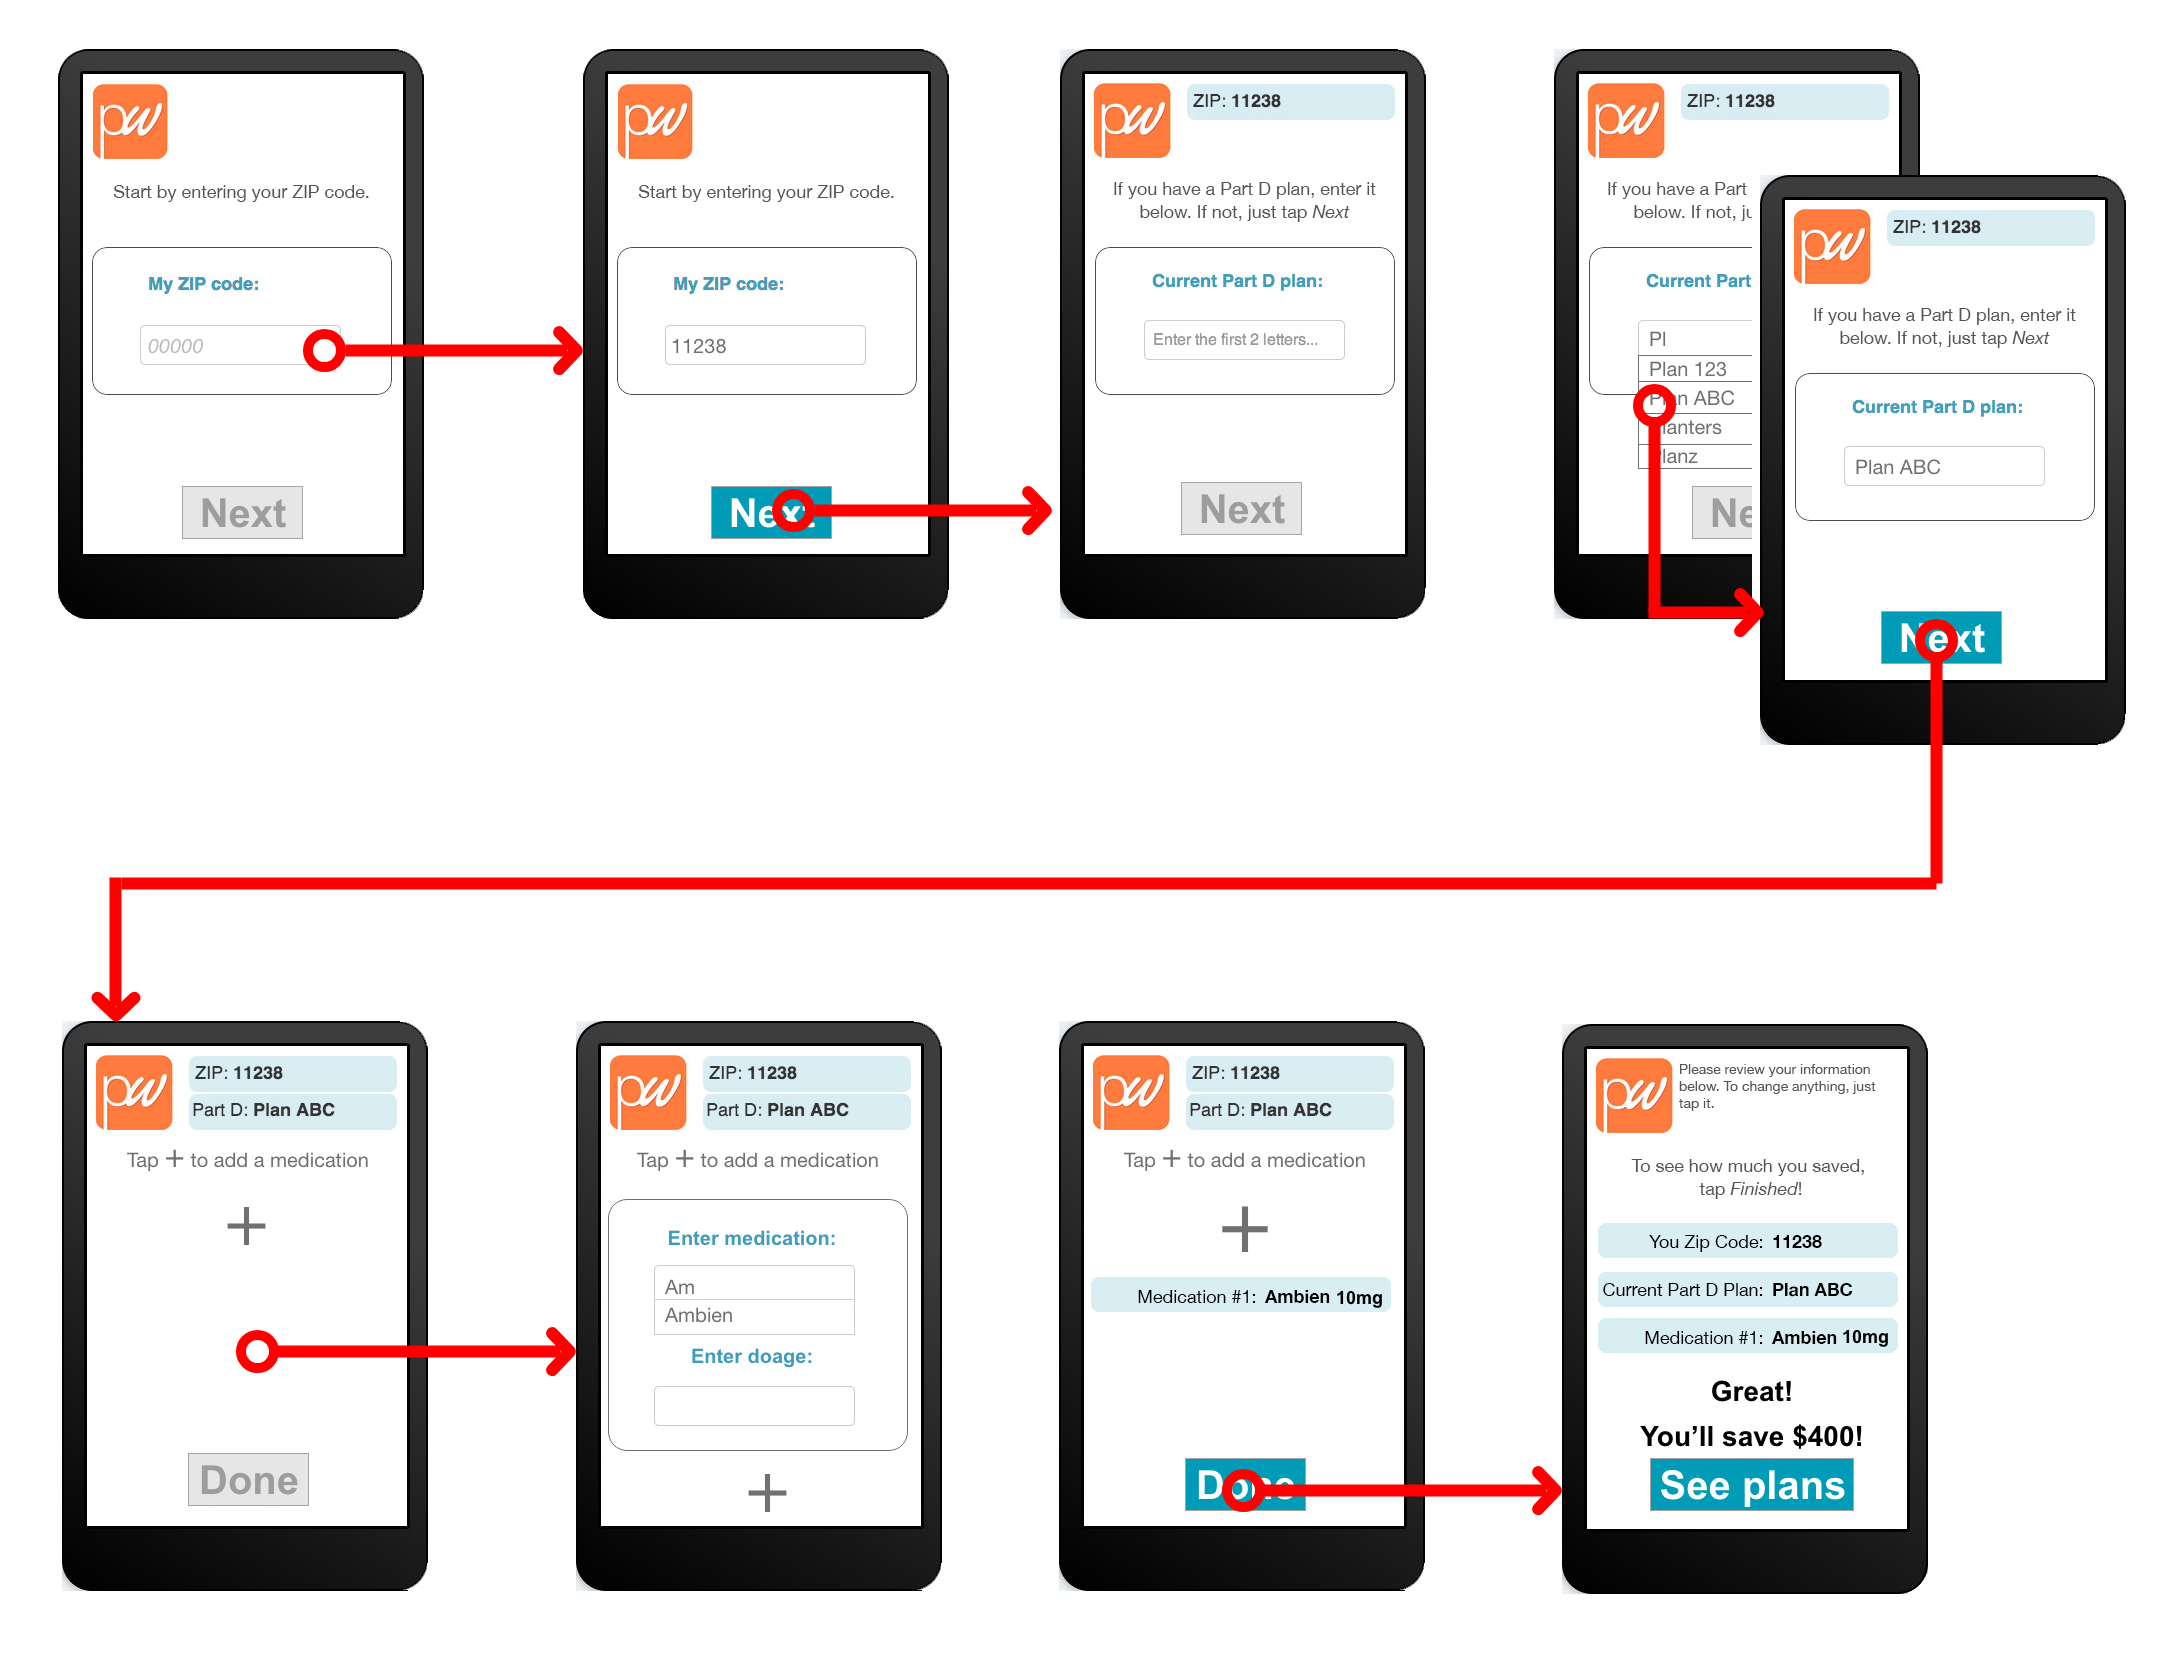 pw
Start by entering your ZIP code.
My ZIP code:
00000
Next
pw
Start by entering your ZIP code.
My ZIP code:
11238
Next
pw
ZIP: 11238
If you have a Part D plan, enter it
below. If not, just tap Next
Current Part D plan:
Enter the first 2 letters...
Next
pw
ZIP: 11238
If you have a Part
below. If not, ju
Current Part
Pl
Plan 123
Plan ABC
Planters
Planz
Ne
pw
ZIP: 11238
If you have a Part D plan, enter it
below. If not, just tap Next
Current Part D plan:
Plan ABC
Next
pw
ZIP: 11238
Part D: Plan ABC
Tap + to add a medication
+
Done
pw
ZIP: 11238
Part D: Plan ABC
Tap + to add a medication
Enter medication:
Am
Ambien
Enter doage:
+
pw
ZIP: 11238
Part D: Plan ABC
Tap + to add a medication
+
Medication #1: Ambien 10mg
Done
pw
Please review your information
below. To change anything, just
tap it.
To see how much you saved,
tap Finished!
You Zip Code: 11238
Current Part D Plan: Plan ABC
Medication #1: Ambien 10mg
Great!
You’ll save $400!
See plans